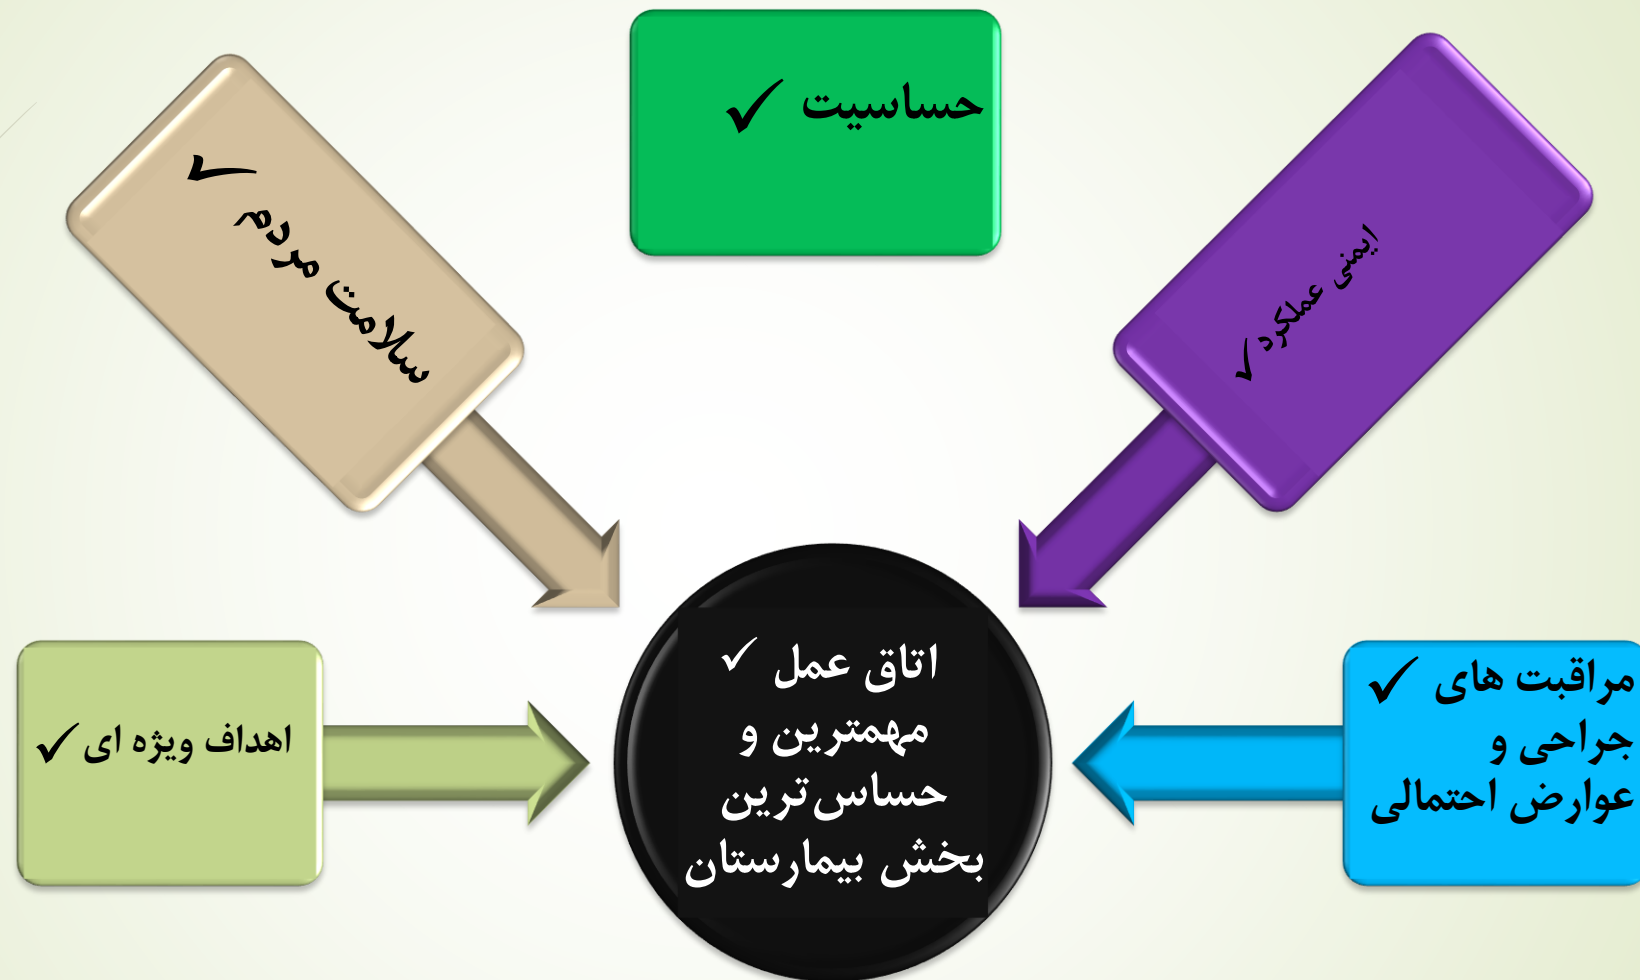 حساسیت ✓
ایمنی عملکرد ✓
سلامت مردم ✓
مراقبت های ✓
جراحی و
عوارض احتمالی
اهداف ویژه ای ✓
اتاق عمل ✓
مهمترین و
حساس‌ترین
بخش بیمارستان